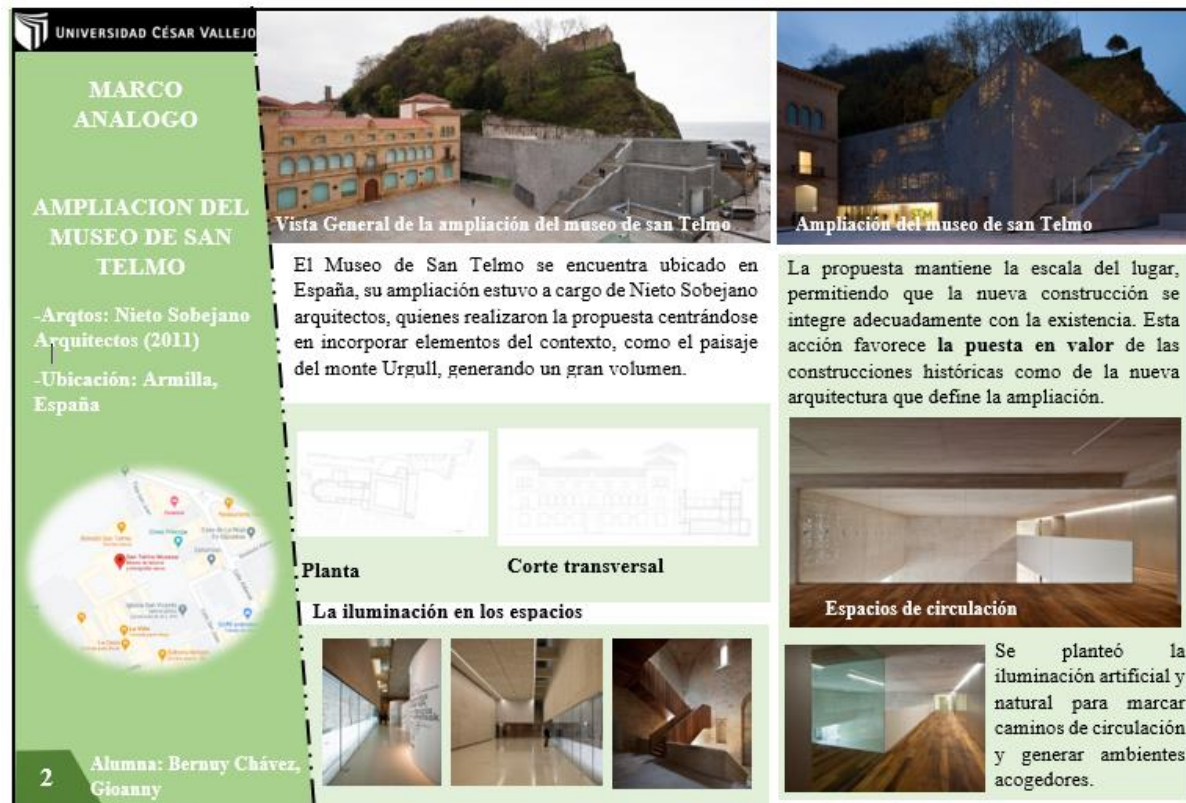 UNIVERSIDAD CÉSAR VALLEJO
MARCO
ANALOGO
AMPLIACION DEL
MUSEO DE SAN
TELMO
-Arqtos: Nieto Sobejano
Arquitectos (2011)
-Ubicación: Armilla,
España
San Telmo Museoa
Alumna: Bernuy Chávez,
Gioanny
2
Vista General de la ampliación del museo de san Telmo
Ampliación del museo de san Telmo
El Museo de San Telmo se encuentra ubicado en
España, su ampliación estuvo a cargo de Nieto Sobejano
arquitectos, quienes realizaron la propuesta centrándose
en incorporar elementos del contexto, como el paisaje
del monte Urgull, generando un gran volumen.
Planta
Corte transversal
La iluminación en los espacios
La propuesta mantiene la escala del lugar,
permitiendo que la nueva construcción se
integre adecuadamente con la existencia. Esta
acción favorece la puesta en valor de las
construcciones históricas como de la nueva
arquitectura que define la ampliación.
Espacios de circulación
Se planteó la
iluminación artificial y
natural para marcar
caminos de circulación
y generar ambientes
acogedores.